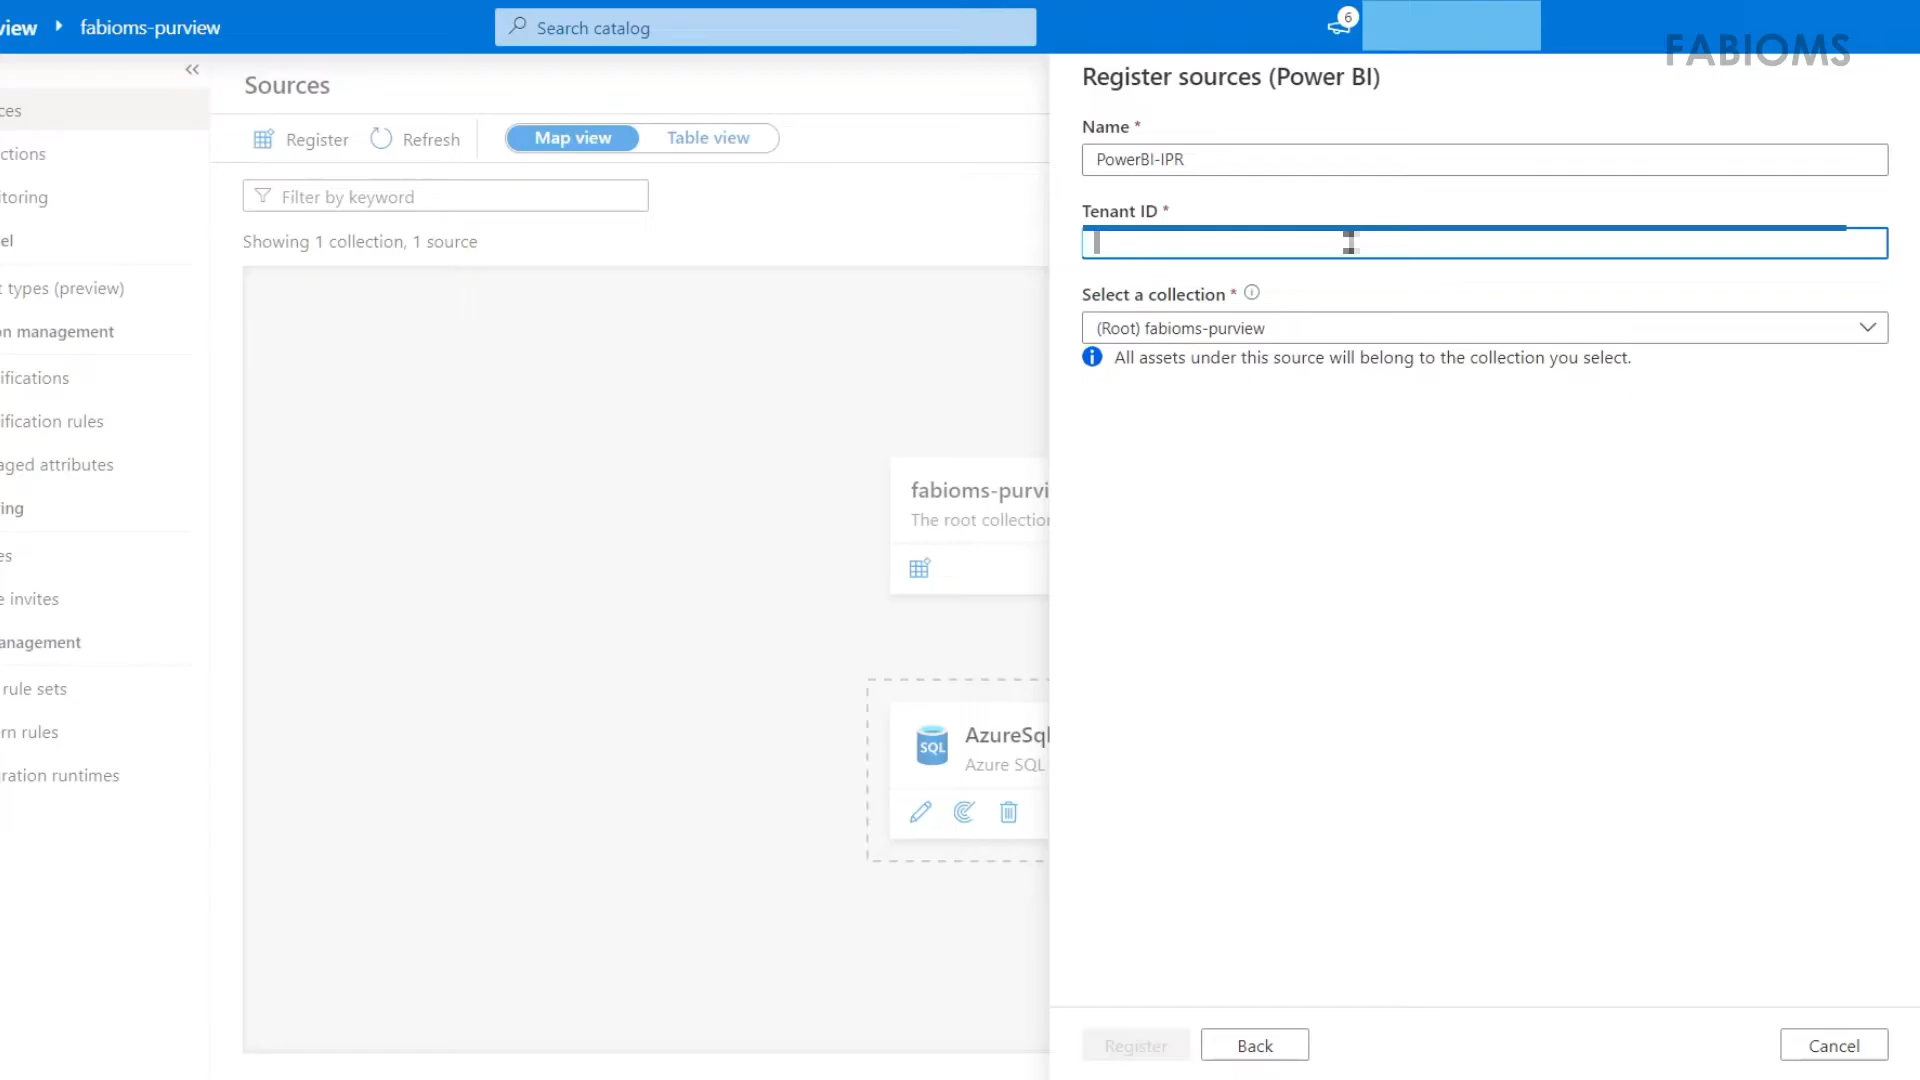 view fabioms-purview
Search catalog
6
FABIOMS
Sources
Register
Refresh
Map view
Table view
Filter by keyword
Showing 1 collection, 1 source
ces
ctions
itoring
el
t types (preview)
on management
ifications
ification rules
aged attributes
ing
es
e invites
anagement
rule sets
rn rules
ration runtimes
fabioms-purvi
The root collection
SQL
AzureSql
Azure SQL
Register sources (Power BI)
Name *
PowerBI-IPR
Tenant ID *
Select a collection *
(Root) fabioms-purview
All assets under this source will belong to the collection you select.
Register
Back
Cancel